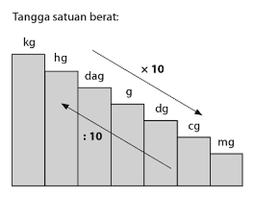 Tangga satuan berat:
kg
hg
dag
g
dg
cg
mg
× 10
: 10